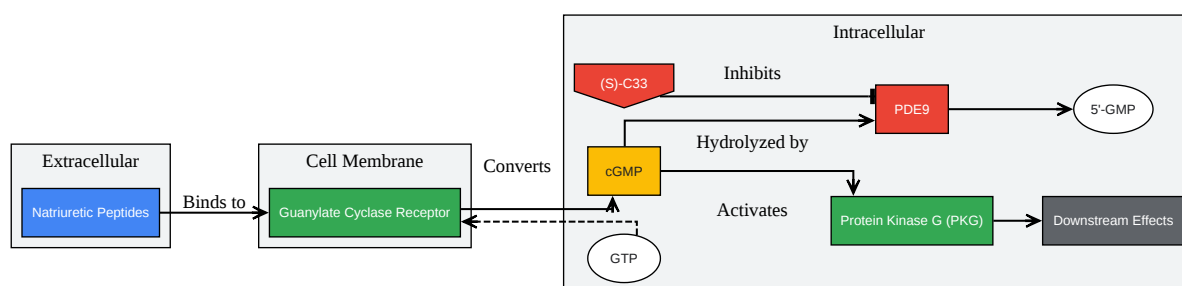 Intracellular
(S)-C33
Inhibits
PDE9
5'-GMP
Extracellular
Cell Membrane
Converts
Hydrolyzed by
cGMP
Natriuretic Peptides
Binds to
Guanylate Cyclase Receptor
Activates
Protein Kinase G (PKG)
Downstream Effects
GTP